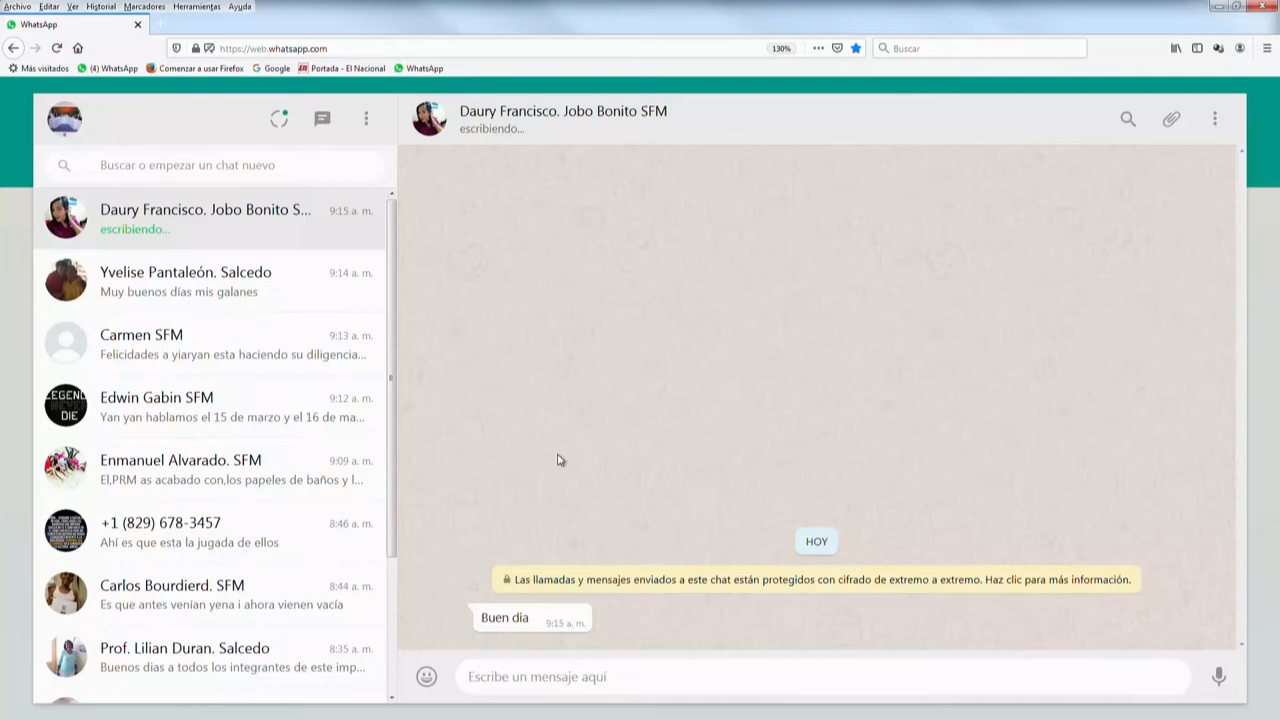 Archivo Editar Ver Historial Marcadores Herramientas Ayuda
WhatsApp
https://web.whatsapp.com
130%
Buscar
Más visitados (4) WhatsApp Comenzar a usar Firefox Google Portada - El Nacional WhatsApp
Daury Francisco. Jobo Bonito SFM
escribiendo...
Buscar o empezar un chat nuevo
Daury Francisco. Jobo Bonito S... 9:15 a. m.
escribiendo...
Yvelise Pantaleón. Salcedo 9:14 a. m.
Muy buenos días mis galanes
Carmen SFM 9:13 a. m.
Felicidades a yiaryan esta haciendo su diligencia...
LEGEND
DIE
Edwin Gabin SFM 9:12 a. m.
Yan yan hablamos el 15 de marzo y el 16 de ma...
Enmanuel Alvarado. SFM 9:09 a. m.
El,PRM as acabado con,los papeles de baños y l...
+1 (829) 678-3457 8:46 a. m.
Ahí es que esta la jugada de ellos
Carlos Bourdierd. SFM 8:44 a. m.
Es que antes venían yena i ahora vienen vacía
Prof. Lilian Duran. Salcedo 8:35 a. m.
Buenos dias a todos los integrantes de este imp...
HOY
Las llamadas y mensajes enviados a este chat están protegidos con cifrado de extremo a extremo. Haz clic para más información.
Buen dia 9:15 a. m.
Escribe un mensaje aquí